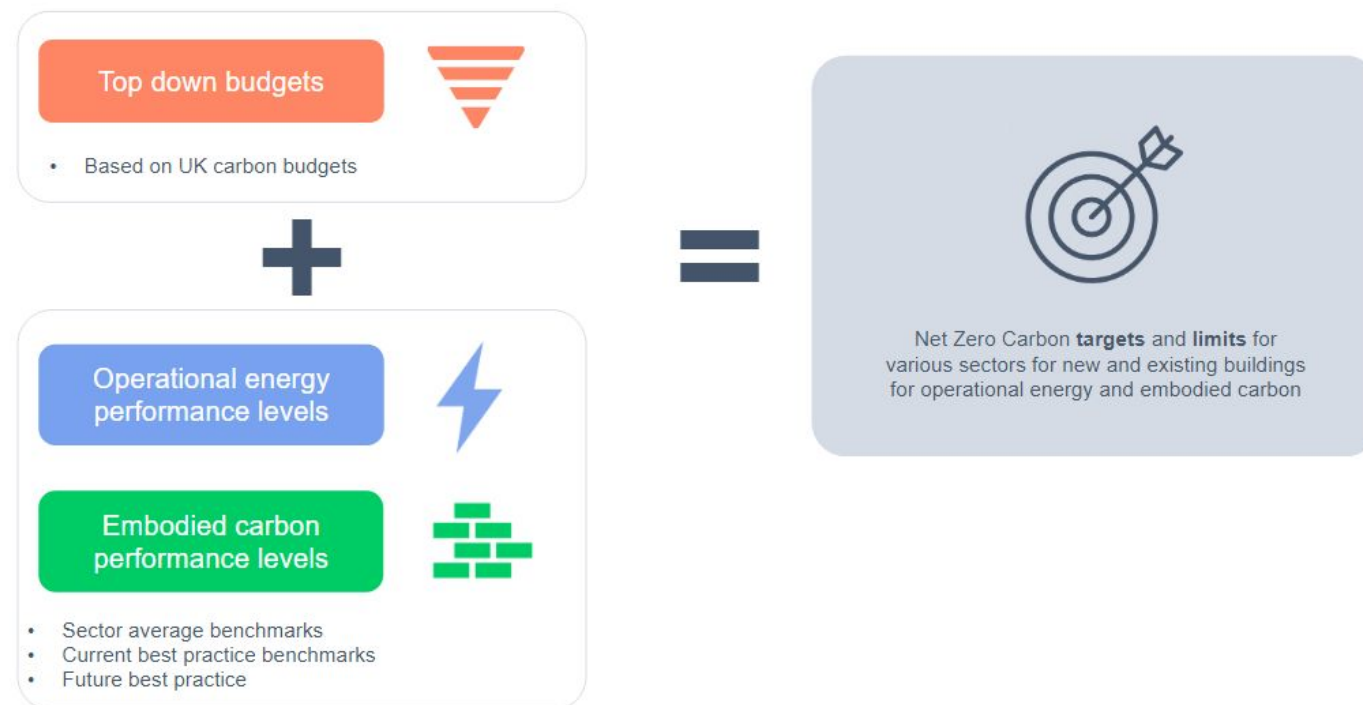 Top down budgets
• Based on UK carbon budgets
+
Operational energy
performance levels
Embodied carbon
performance levels
• Sector average benchmarks
• Current best practice benchmarks
• Future best practice
=
Net Zero Carbon targets and limits for
various sectors for new and existing buildings
for operational energy and embodied carbon